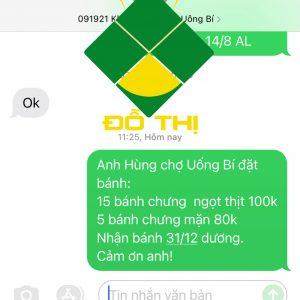 091921
Uông Bí
14/8 AL
Ok
ĐỒ THỊ
11:25, Hôm nay
Anh Hùng chợ Uống Bí đặt
bánh:
15 bánh chưng ngọt thịt 100k
5 bánh chưng mặn 80k
Nhận bánh 31/12 dương.
Cảm ơn anh!
Tin nhắn văn bản